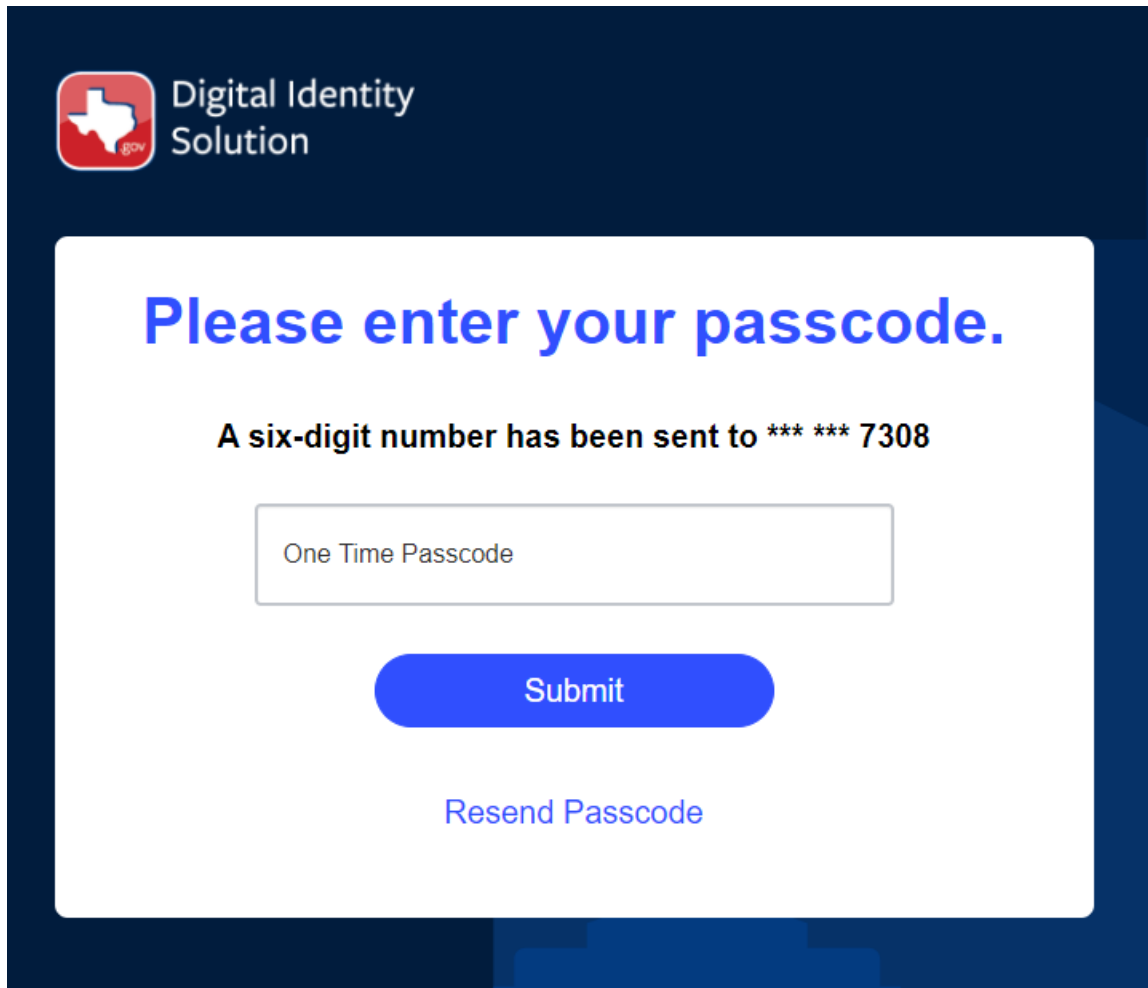 Digital Identity
Solution
.gov
Please enter your passcode.
A six-digit number has been sent to *** *** 7308
One Time Passcode
Submit
Resend Passcode